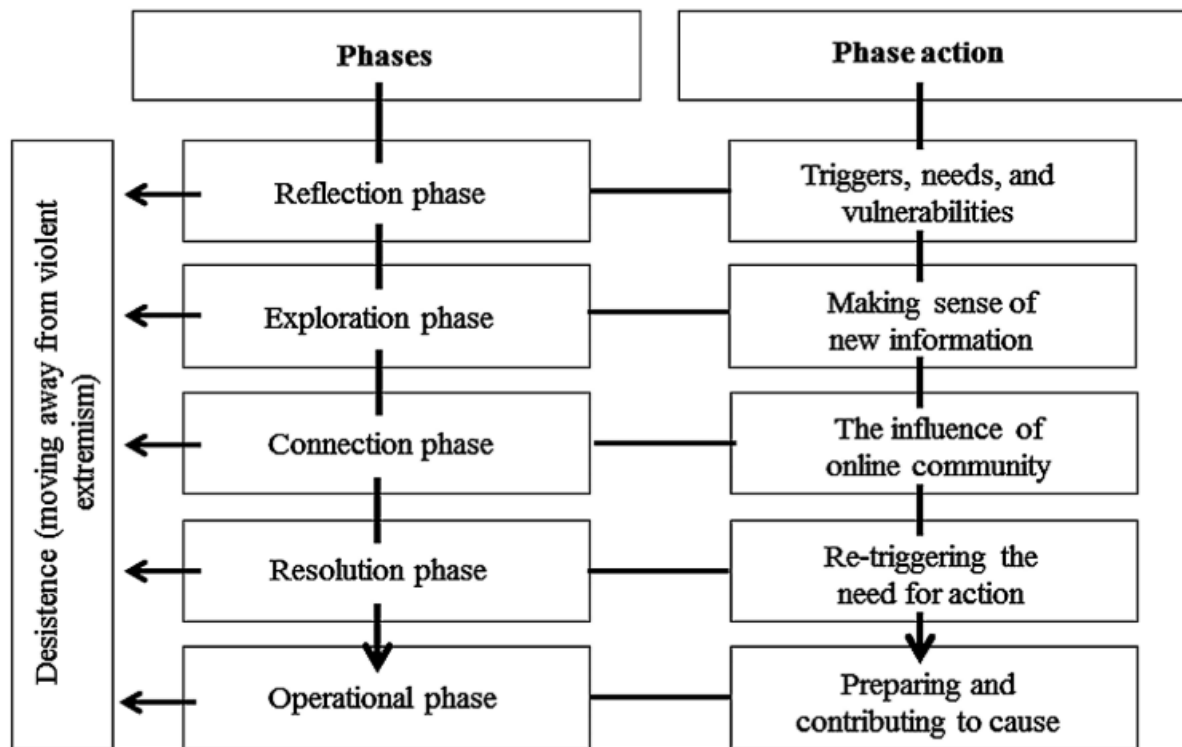 Phases
Phase action
Desistence (moving away from violent
extremism)
Reflection phase
Triggers, needs, and
vulnerabilities
Exploration phase
Making sense of
new information
Connection phase
The influence of
online community
Resolution phase
Re-triggering the
need for action
Operational phase
Preparing and
contributing to cause